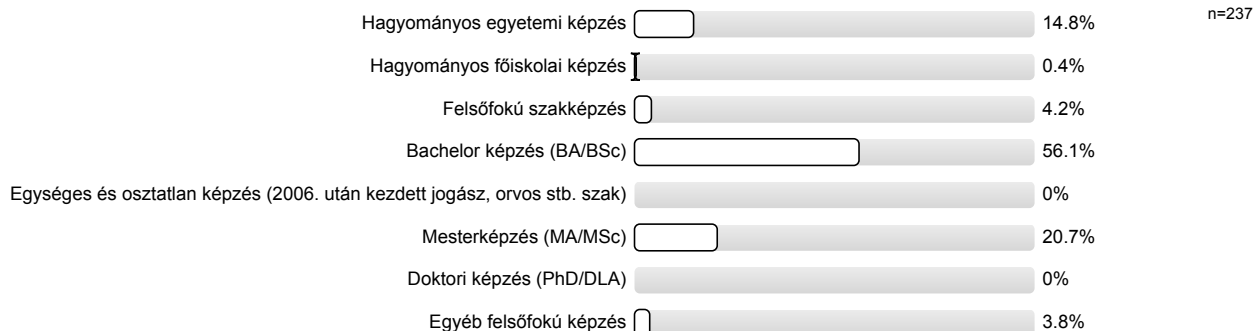 Hagyományos egyetemi képzés 14.8% n=237
Hagyományos főiskolai képzés 0.4%
Felsőfokú szakképzés 4.2%
Bachelor képzés (BA/BSc) 56.1%
Egységes és osztatlan képzés (2006. után kezdett jogász, orvos stb. szak) 0%
Mesterképzés (MA/MSc) 20.7%
Doktori képzés (PhD/DLA) 0%
Egyéb felsőfokú képzés 3.8%